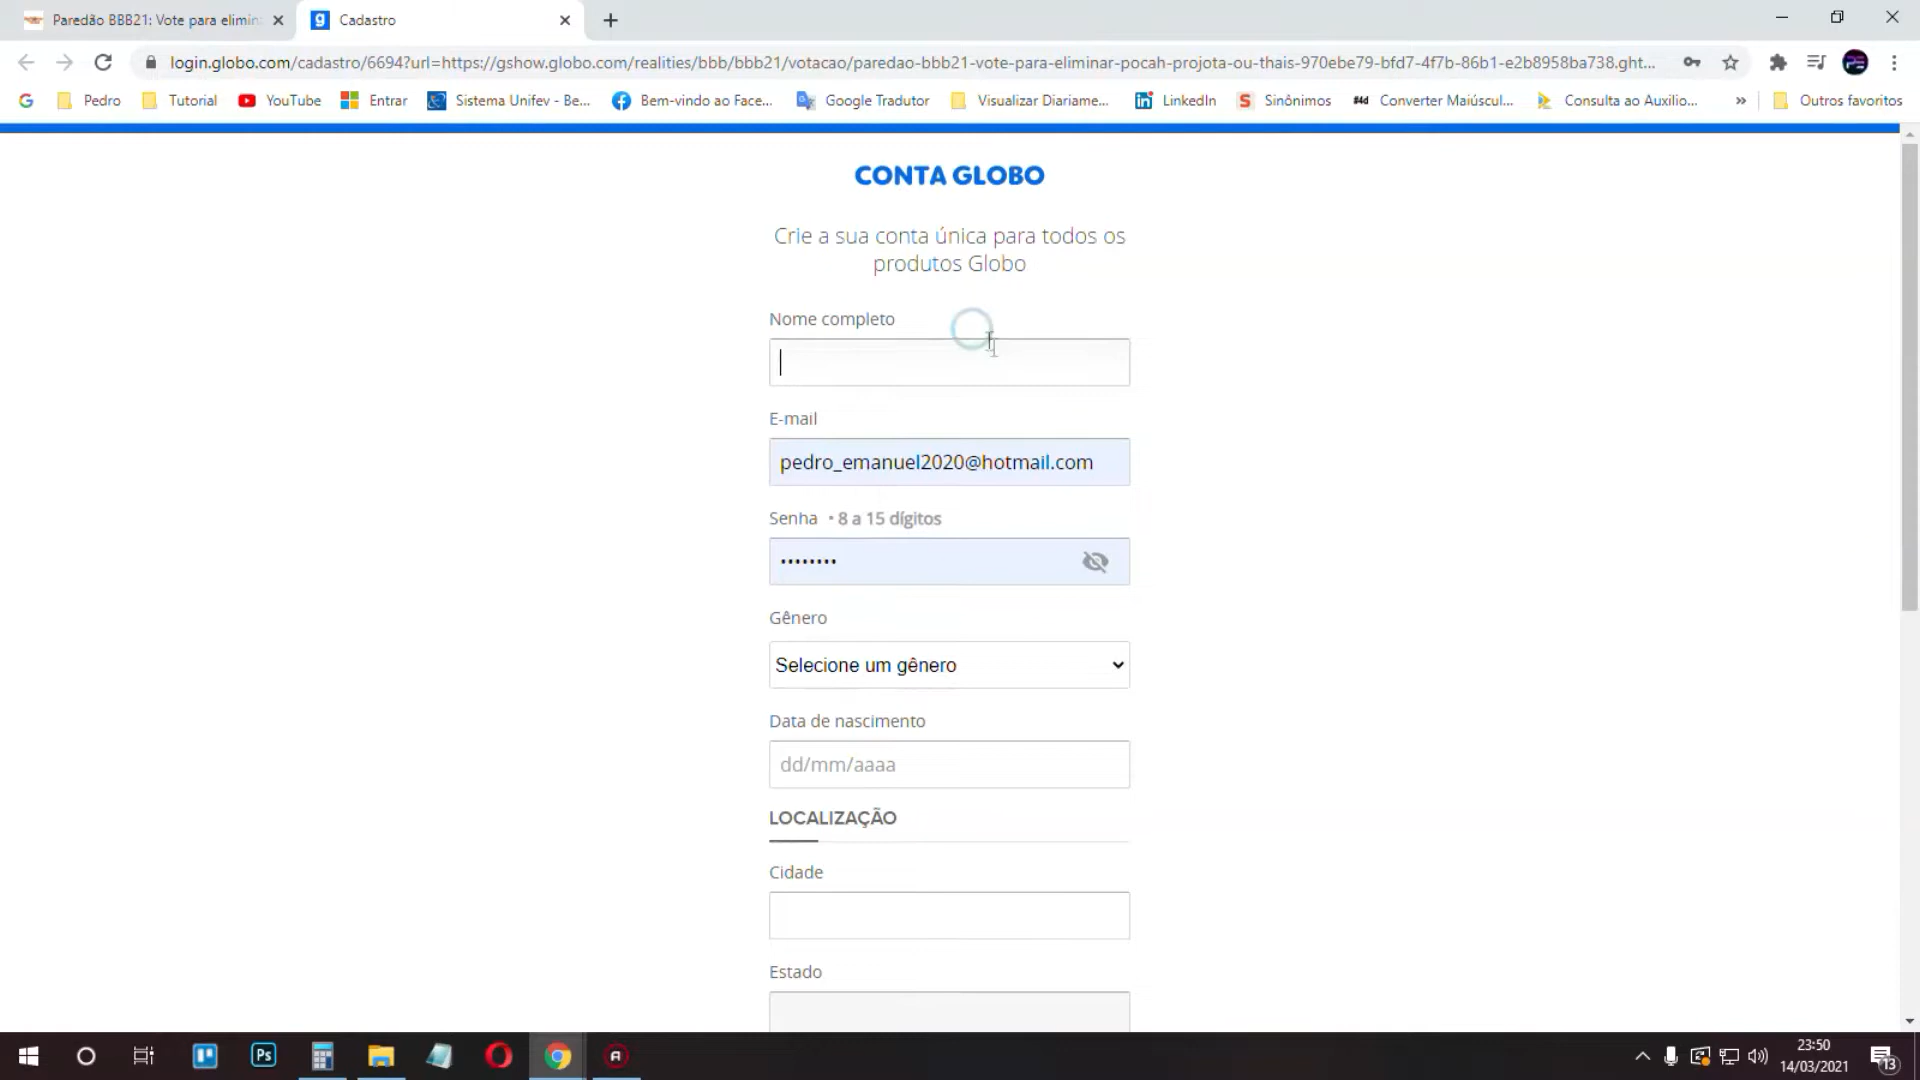 Paredão BBB21: Vote para elimin
Cadastro
login.globo.com/cadastro/6694?url=https://gshow.globo.com/realities/bbb/bbb21/votacao/paredao-bbb21-vote-para-eliminar-pocah-projota-ou-thais-970ebe79-bfd7-4f7b-86b1-e2b8958ba738.ght...
Pedro
Tutorial
YouTube
Entrar
Sistema Unifev - Be...
Bem-vindo ao Face...
Google Tradutor
Visualizar Diariame...
LinkedIn
Sinônimos
Converter Maiúscul...
Consulta ao Auxilio...
»
Outros favoritos
CONTA GLOBO
Crie a sua conta única para todos os
produtos Globo
Nome completo
E-mail
pedro_emanuel2020@hotmail.com
Senha • 8 a 15 dígitos
••••••••
Gênero
Selecione um gênero
Data de nascimento
dd/mm/aaaa
LOCALIZAÇÃO
Cidade
Estado
Ps
23:50
14/03/2021
13